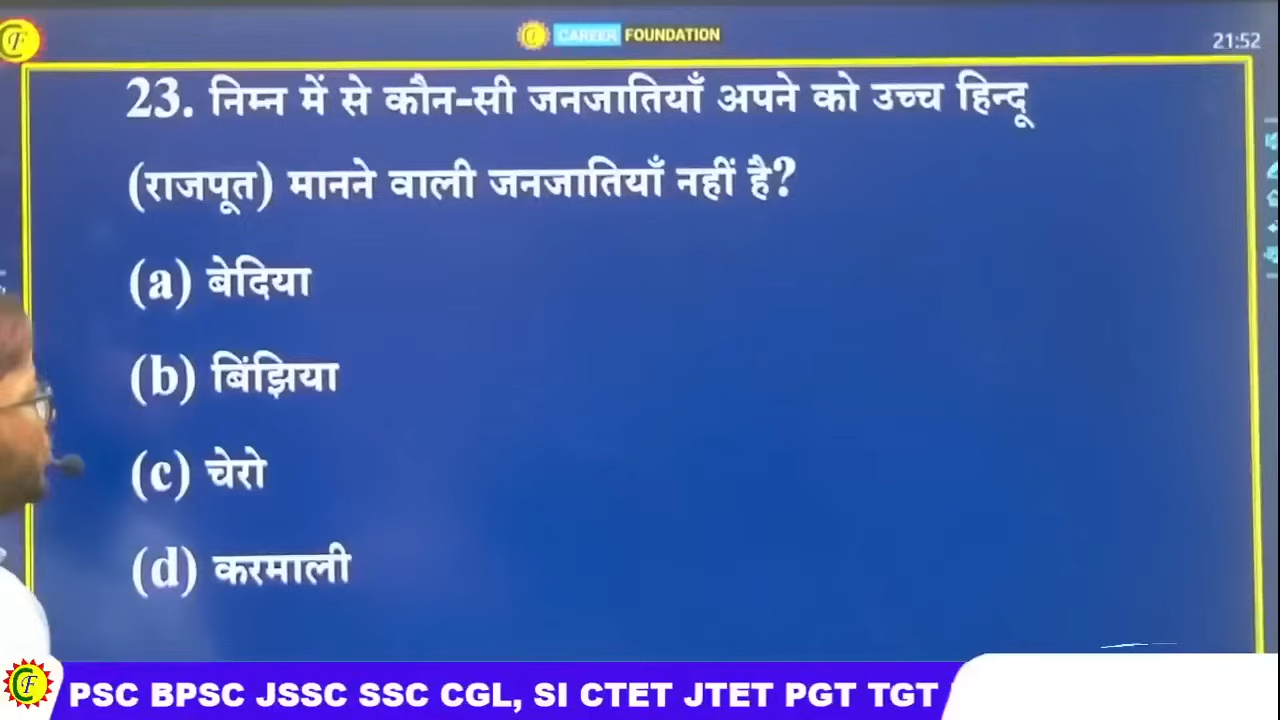 CAREER FOUNDATION
21:52
23. निम्न में से कौन-सी जनजातियाँ अपने को उच्च हिन्दू
(राजपूत) मानने वाली जनजातियाँ नहीं है?
(a) बेदिया
(b) बिंझिया
(c) चेरो
(d) करमाली
PSC BPSC JSSC SSC CGL, SI CTET JTET PGT TGT